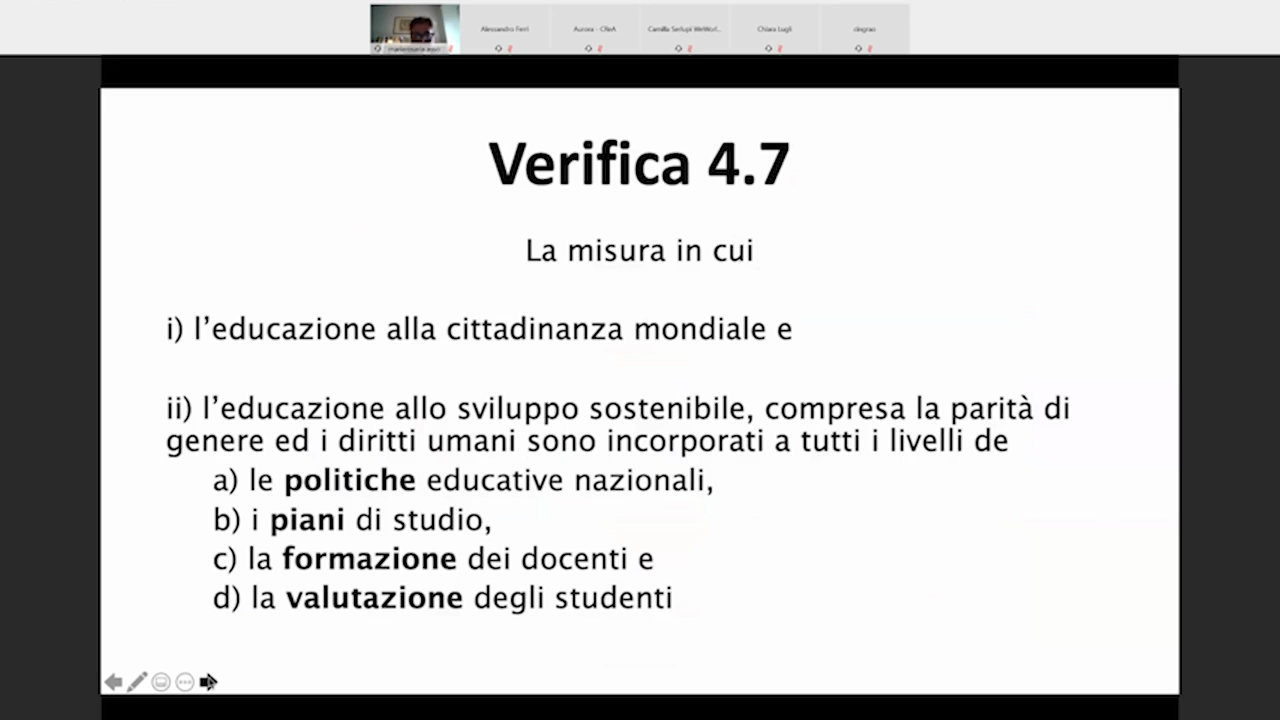 Alessandro Ferri
Aurora - CReA
Camilla Serlupi WeWorl...
Chiara Lugli
cingrao
Verifica 4.7
La misura in cui
i) l’educazione alla cittadinanza mondiale e
ii) l’educazione allo sviluppo sostenibile, compresa la parità di
genere ed i diritti umani sono incorporati a tutti i livelli de
a) le politiche educative nazionali,
b) i piani di studio,
c) la formazione dei docenti e
d) la valutazione degli studenti